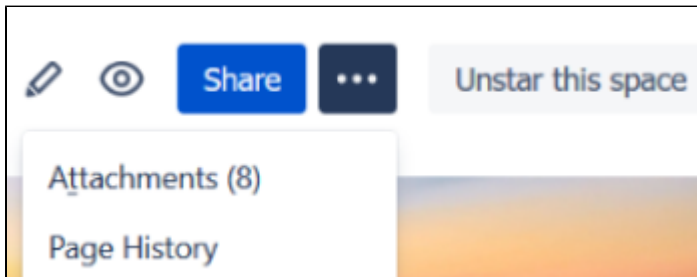 Share ••• Unstar this space
Attachments (8)
Page History